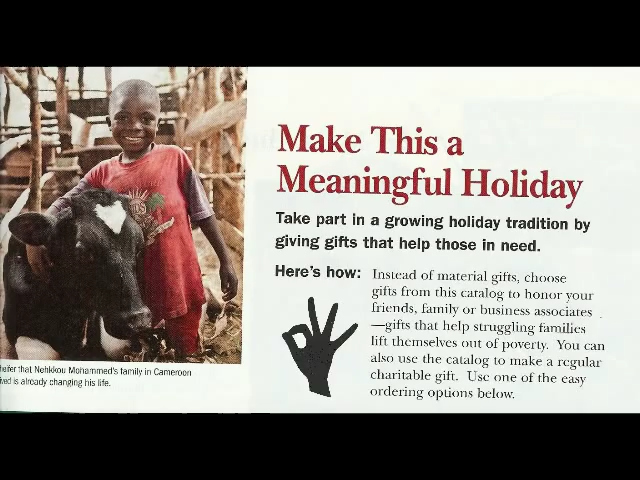 Make This a
Meaningful Holiday
Take part in a growing holiday tradition by
giving gifts that help those in need.
Here's how:
Instead of material gifts, choose
gifts from this catalog to honor your
friends, family or business associates
—gifts that help struggling families
lift themselves out of poverty. You can
also use the catalog to make a regular
charitable gift. Use one of the easy
ordering options below.
heifer that Nehkkou Mohammed's family in Cameroon
ived is already changing his life.